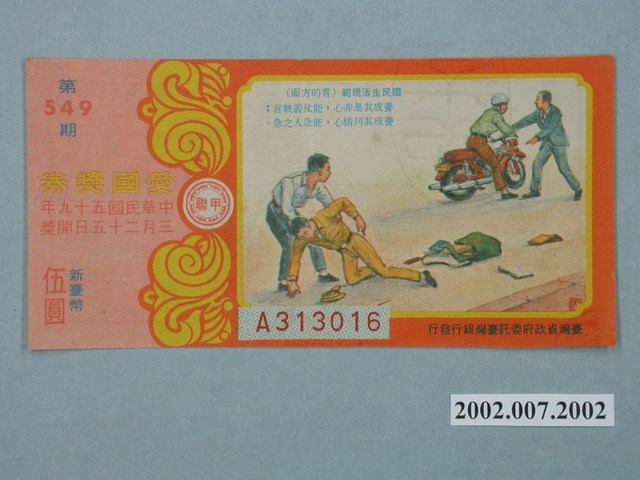 第
549
期
愛國獎券
中華民國五十九年
三月二十五日開獎
新臺幣
伍圓
甲聯
國民生活規範(育的方面)
養成其是非心,能仗義執言;
養成其同情心,能急人之急。
A313016
臺灣省政府委託臺灣銀行發行
2002.007.2002